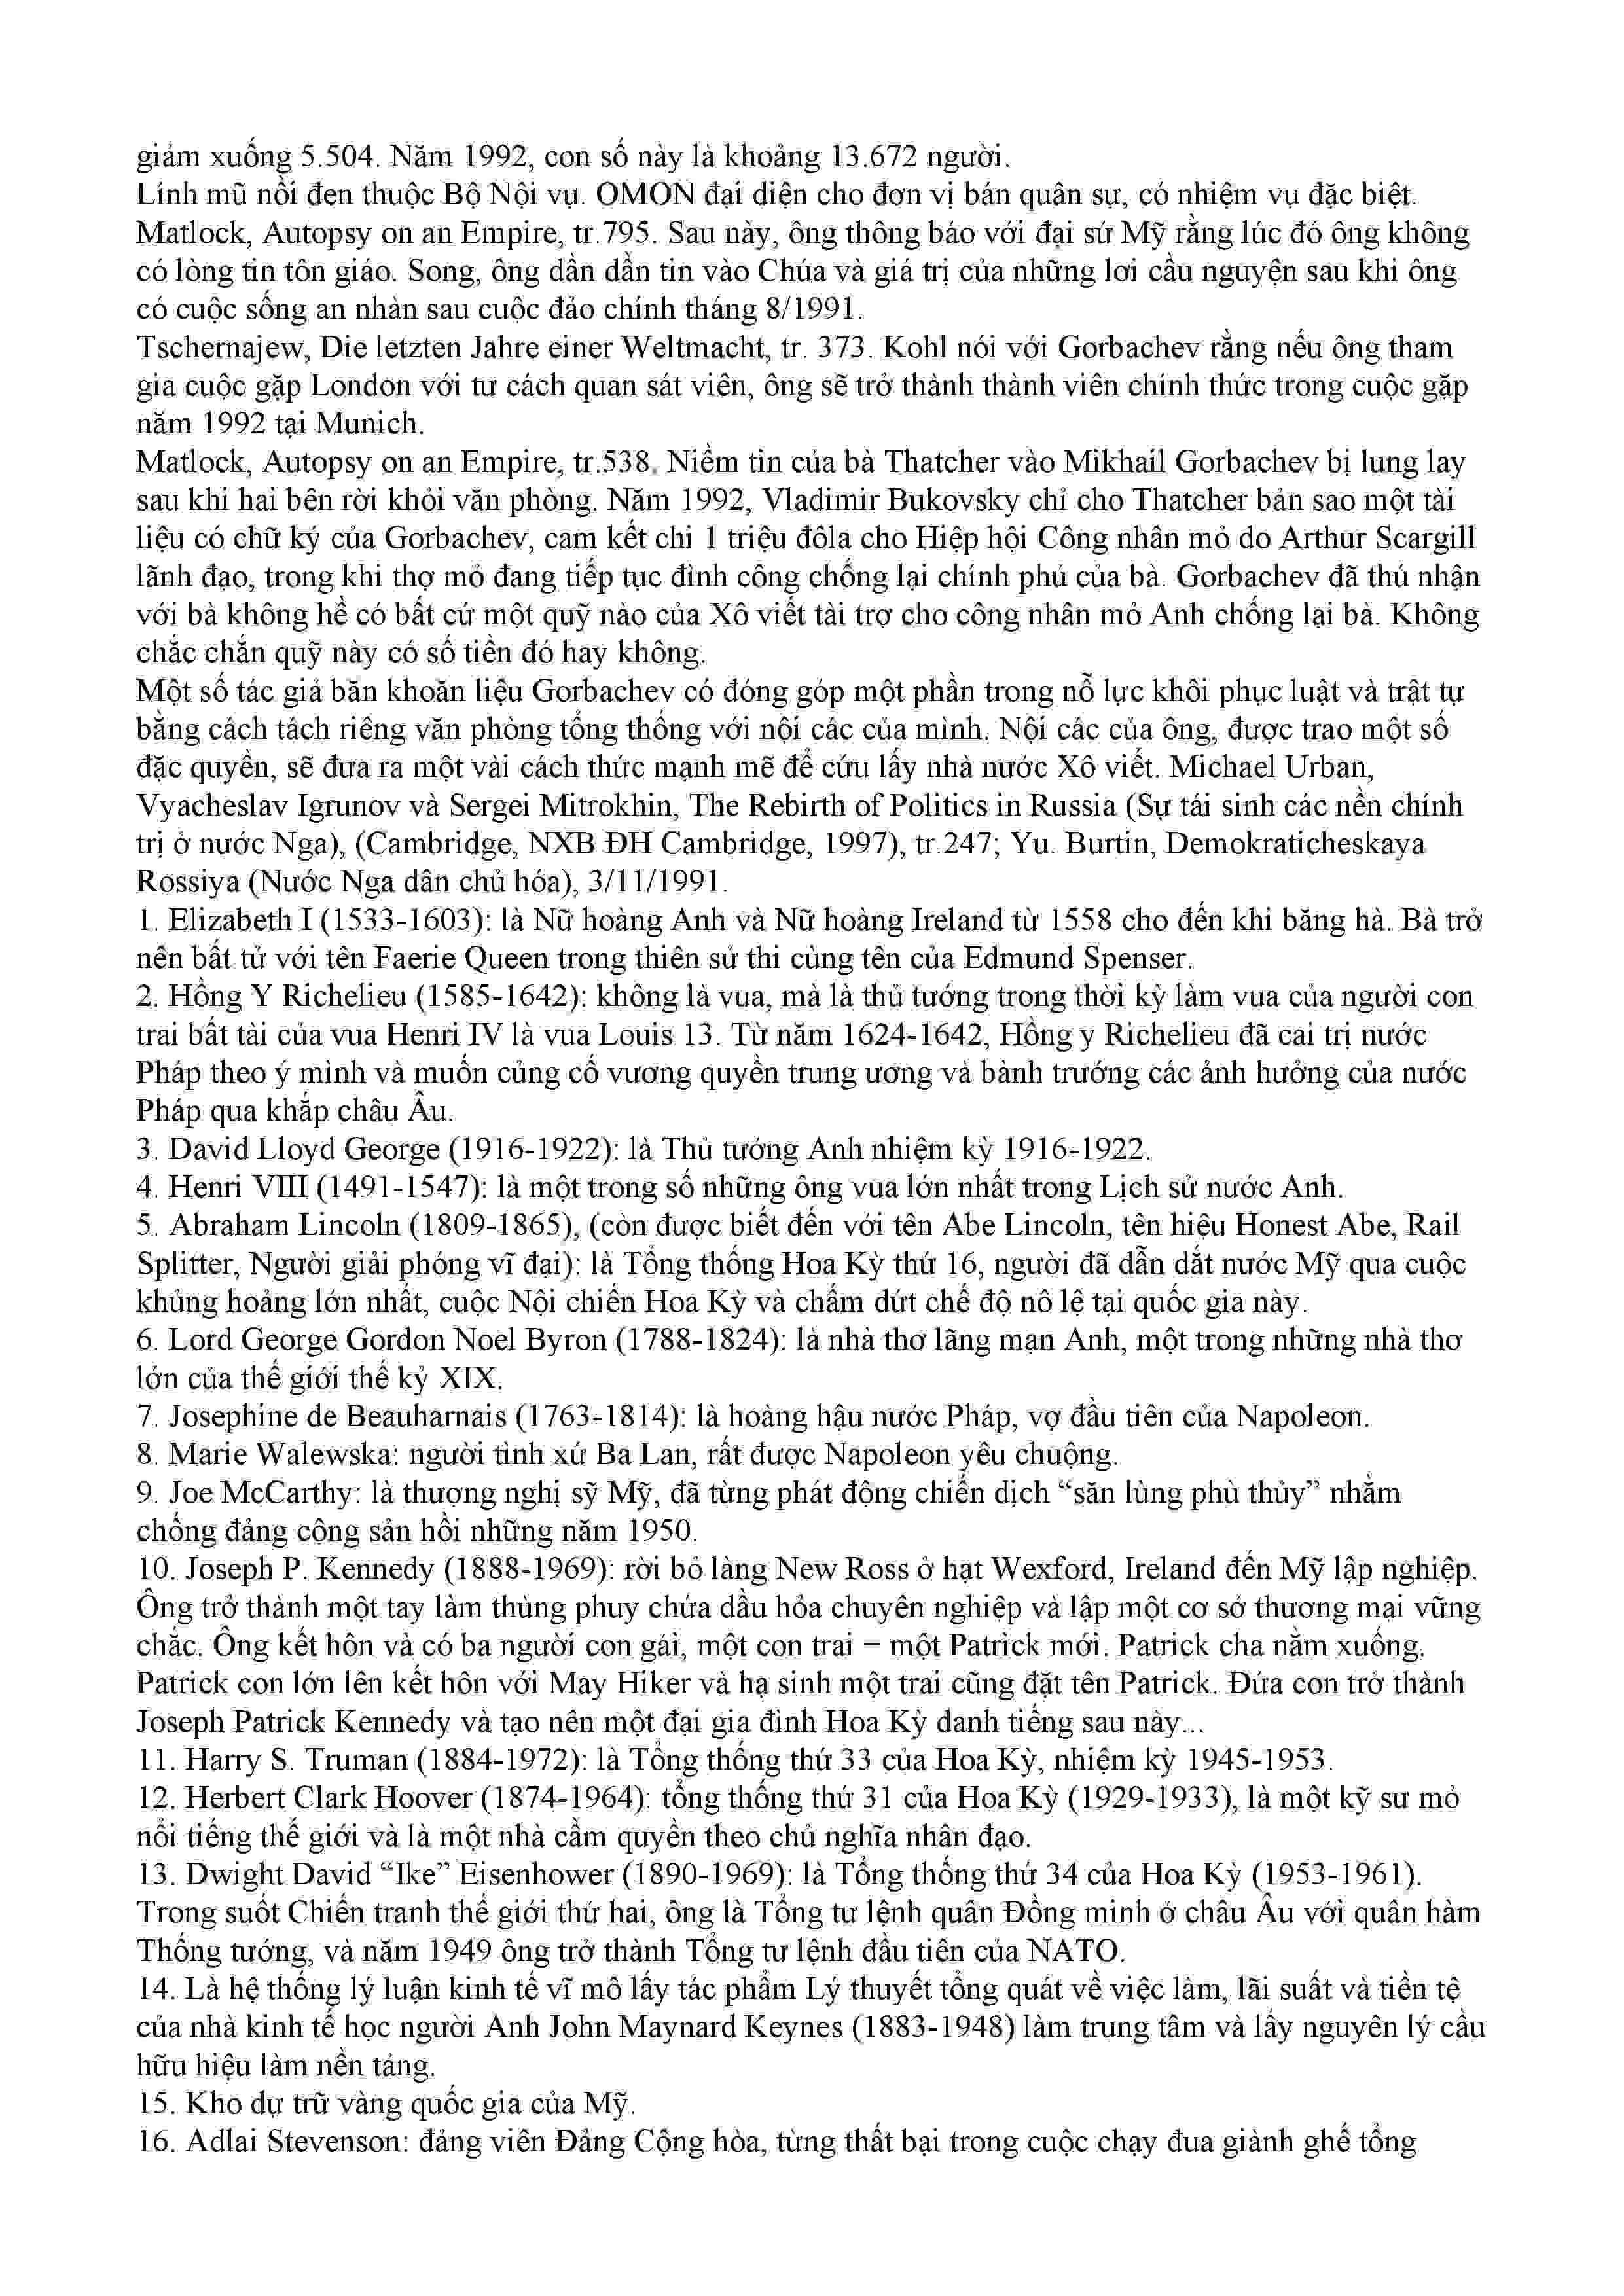 giảm xuống 5.504. Năm 1992, con số này là khoảng 13.672 người.
Lính mũ nồi đen thuộc Bộ Nội vụ. OMON đại diện cho đơn vị bán quân sự, có nhiệm vụ đặc biệt.
Matlock, Autopsy on an Empire, tr.795. Sau này, ông thông báo với đại sứ Mỹ rằng lúc đó ông không
có lòng tin tôn giáo. Song, ông dần dần tin vào Chúa và giá trị của những lơi cầu nguyện sau khi ông
có cuộc sống an nhàn sau cuộc đảo chính tháng 8/1991.
Tschernajew, Die letzten Jahre einer Weltmacht, tr. 373. Kohl nói với Gorbachev rằng nếu ông tham
gia cuộc gặp London với tư cách quan sát viên, ông sẽ trở thành thành viên chính thức trong cuộc gặp
năm 1992 tại Munich.
Matlock, Autopsy on an Empire, tr.538. Niềm tin của bà Thatcher vào Mikhail Gorbachev bị lung lay
sau khi hai bên rời khỏi văn phòng. Năm 1992, Vladimir Bukovsky chỉ cho Thatcher bản sao một tài
liệu có chữ ký của Gorbachev, cam kết chi 1 triệu đôla cho Hiệp hội Công nhân mỏ do Arthur Scargill
lãnh đạo, trong khi thợ mỏ đang tiếp tục đình công chống lại chính phủ của bà. Gorbachev đã thú nhận
với bà không hề có bất cứ một quỹ nào của Xô viết tài trợ cho công nhân mỏ Anh chống lại bà. Không
chắc chắn quỹ này có số tiền đó hay không.
Một số tác giả băn khoăn liệu Gorbachev có đóng góp một phần trong nỗ lực khôi phục luật và trật tự
bằng cách tách riêng văn phòng tổng thống với nội các của mình. Nội các của ông, được trao một số
đặc quyền, sẽ đưa ra một vài cách thức mạnh mẽ để cứu lấy nhà nước Xô viết. Michael Urban,
Vyacheslav Igrunov và Sergei Mitrokhin, The Rebirth of Politics in Russia (Sự tái sinh các nền chính
trị ở nước Nga), (Cambridge, NXB ĐH Cambridge, 1997), tr.247; Yu. Burtin, Demokraticheskaya
Rossiya (Nước Nga dân chủ hóa), 3/11/1991.
1. Elizabeth I (1533-1603): là Nữ hoàng Anh và Nữ hoàng Ireland từ 1558 cho đến khi băng hà. Bà trở
nên bất tử với tên Faerie Queen trong thiên sử thi cùng tên của Edmund Spenser.
2. Hồng Y Richelieu (1585-1642): không là vua, mà là thủ tướng trong thời kỳ làm vua của người con
trai bất tài của vua Henri IV là vua Louis 13. Từ năm 1624-1642, Hồng y Richelieu đã cai trị nước
Pháp theo ý mình và muốn củng cố vương quyền trung ương và bành trướng các ảnh hưởng của nước
Pháp qua khắp châu Âu.
3. David Lloyd George (1916-1922): là Thủ tướng Anh nhiệm kỳ 1916-1922.
4. Henri VIII (1491-1547): là một trong số những ông vua lớn nhất trong Lịch sử nước Anh.
5. Abraham Lincoln (1809-1865), (còn được biết đến với tên Abe Lincoln, tên hiệu Honest Abe, Rail
Splitter, Người giải phóng vĩ đại): là Tổng thống Hoa Kỳ thứ 16, người đã dẫn dắt nước Mỹ qua cuộc
khủng hoảng lớn nhất, cuộc Nội chiến Hoa Kỳ và chấm dứt chế độ nô lệ tại quốc gia này.
6. Lord George Gordon Noel Byron (1788-1824): là nhà thơ lãng mạn Anh, một trong những nhà thơ
lớn của thế giới thế kỷ XIX.
7. Josephine de Beauharnais (1763-1814): là hoàng hậu nước Pháp, vợ đầu tiên của Napoleon.
8. Marie Walewska: người tình xứ Ba Lan, rất được Napoleon yêu chuộng.
9. Joe McCarthy: là thượng nghị sỹ Mỹ, đã từng phát động chiến dịch “săn lùng phù thủy” nhằm
chống đảng cộng sản hồi những năm 1950.
10. Joseph P. Kennedy (1888-1969): rời bỏ làng New Ross ở hạt Wexford, Ireland đến Mỹ lập nghiệp.
Ông trở thành một tay làm thùng phuy chứa dầu hỏa chuyên nghiệp và lập một cơ sở thương mại vững
chắc. Ông kết hôn và có ba người con gái, một con trai − một Patrick mới. Patrick cha nằm xuống.
Patrick con lớn lên kết hôn với May Hiker và hạ sinh một trai cũng đặt tên Patrick. Đứa con trở thành
Joseph Patrick Kennedy và tạo nên một đại gia đình Hoa Kỳ danh tiếng sau này...
11. Harry S. Truman (1884-1972): là Tổng thống thứ 33 của Hoa Kỳ, nhiệm kỳ 1945-1953.
12. Herbert Clark Hoover (1874-1964): tổng thống thứ 31 của Hoa Kỳ (1929-1933), là một kỹ sư mỏ
nổi tiếng thế giới và là một nhà cầm quyền theo chủ nghĩa nhân đạo.
13. Dwight David “Ike” Eisenhower (1890-1969): là Tổng thống thứ 34 của Hoa Kỳ (1953-1961).
Trong suốt Chiến tranh thế giới thứ hai, ông là Tổng tư lệnh quân Đồng minh ở châu Âu với quân hàm
Thống tướng, và năm 1949 ông trở thành Tổng tư lệnh đầu tiên của NATO.
14. Là hệ thống lý luận kinh tế vĩ mô lấy tác phẩm Lý thuyết tổng quát về việc làm, lãi suất và tiền tệ
của nhà kinh tế học người Anh John Maynard Keynes (1883-1948) làm trung tâm và lấy nguyên lý cầu
hữu hiệu làm nền tảng.
15. Kho dự trữ vàng quốc gia của Mỹ.
16. Adlai Stevenson: đảng viên Đảng Cộng hòa, từng thất bại trong cuộc chạy đua giành ghế tổng